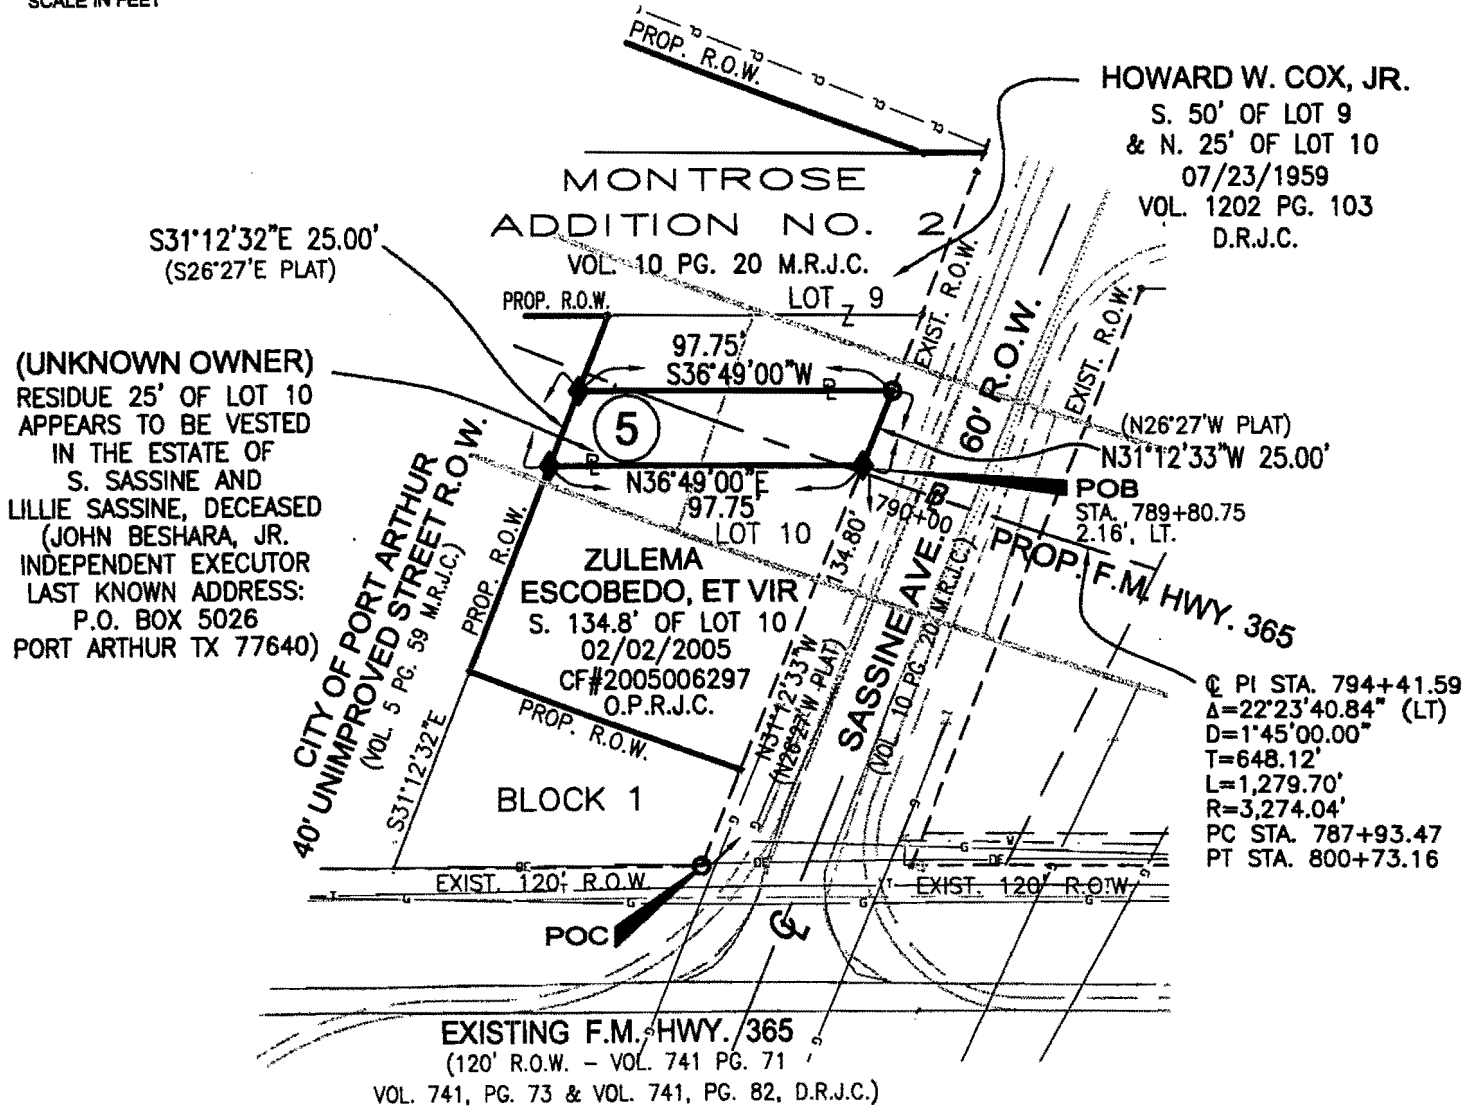 SCALE IN FEET
PROP. R.O.W.
HOWARD W. COX, JR.
S. 50' OF LOT 9
& N. 25' OF LOT 10
07/23/1959
VOL. 1202 PG. 103
D.R.J.C.
MONTROSE
ADDITION NO. 2
VOL. 10 PG. 20 M.R.J.C.
S31°12'32"E 25.00'
(S26°27'E PLAT)
PROP. R.O.W.
LOT 9
EXIST. R.O.W.
60' R.O.W.
EXIST. R.O.W.
97.75'
S36°49'00"W
(UNKNOWN OWNER)
RESIDUE 25' OF LOT 10
APPEARS TO BE VESTED
IN THE ESTATE OF
S. SASSINE AND
LILLIE SASSINE, DECEASED
(JOHN BESHARA, JR.
INDEPENDENT EXECUTOR
LAST KNOWN ADDRESS:
P.O. BOX 5026
PORT ARTHUR TX 77640)
5
(N26°27'W PLAT)
N31°12'33"W 25.00'
N36°49'00"E
97.75'
LOT 10
POB
STA. 789+80.75
2.16', LT.
790+00
134.80'
PROP. F.M. HWY. 365
CITY OF PORT ARTHUR
40' UNIMPROVED STREET R.O.W.
(VOL. 5 PG. 59 M.R.J.C.)
PROP. R.O.W.
S31°12'32"E
ZULEMA
ESCOBEDO, ET VIR
S. 134.8' OF LOT 10
02/02/2005
CF#2005006297
O.P.R.J.C.
PROP. R.O.W.
N31°12'33"W
(N26°27'W PLAT)
SASSINE AVE.
(VOL. 10 PG. 20 M.R.J.C.)
℄ PI STA. 794+41.59
Δ=22°23'40.84" (LT)
D=1°45'00.00"
T=648.12'
L=1,279.70'
R=3,274.04'
PC STA. 787+93.47
PT STA. 800+73.16
BLOCK 1
EXIST. 120' R.O.W.
EXIST. 120' R.O.W.
POC
EXISTING F.M. HWY. 365
(120' R.O.W. – VOL. 741 PG. 71
VOL. 741, PG. 73 & VOL. 741, PG. 82, D.R.J.C.)